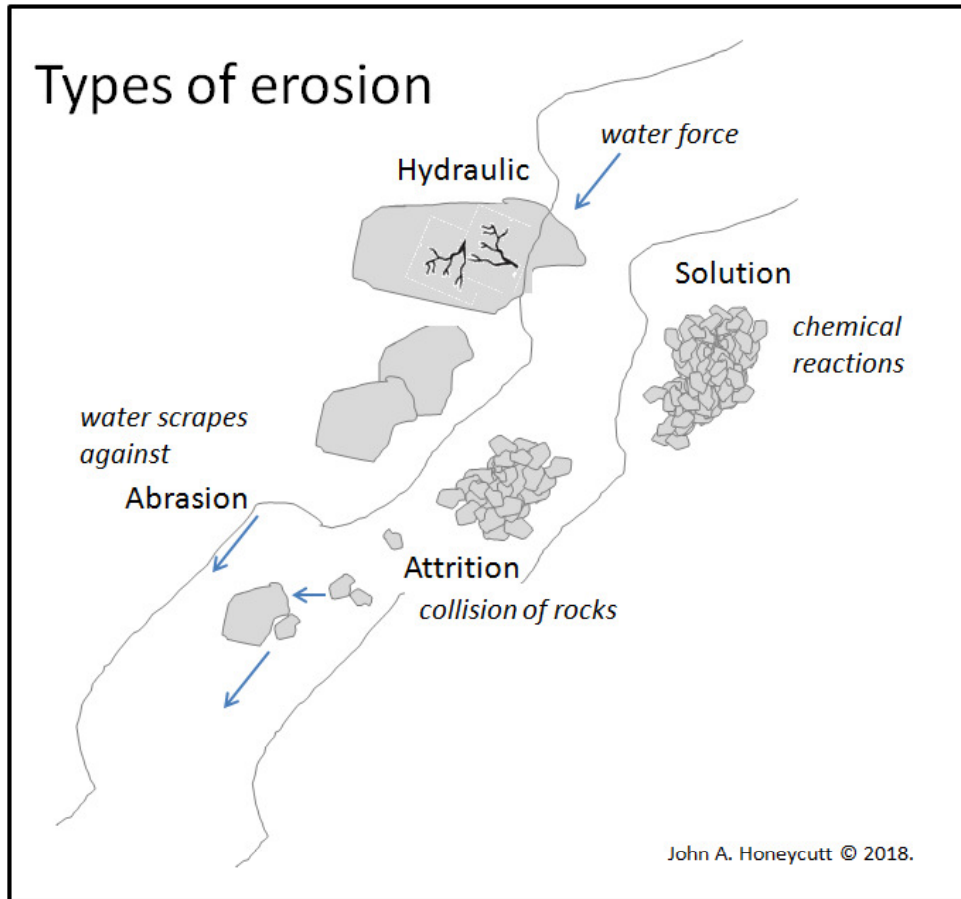 Types of erosion
water force
Hydraulic
Solution
chemical
reactions
water scrapes
against
Abrasion
Attrition
collision of rocks
John A. Honeycutt © 2018.